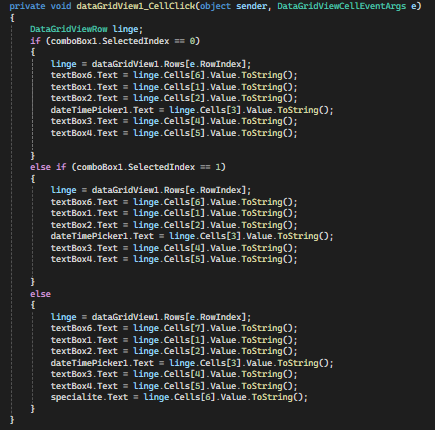 private void dataGridView1_CellClick(object sender, DataGridViewCellEventArgs e)
{
DataGridViewRow linge;
if (comboBox1.SelectedIndex == 0)
{
linge = dataGridView1.Rows[e.RowIndex];
textBox6.Text = linge.Cells[6].Value.ToString();
textBox1.Text = linge.Cells[1].Value.ToString();
textBox2.Text = linge.Cells[2].Value.ToString();
dateTimePicker1.Text = linge.Cells[3].Value.ToString();
textBox3.Text = linge.Cells[4].Value.ToString();
textBox4.Text = linge.Cells[5].Value.ToString();
}
else if (comboBox1.SelectedIndex == 1)
{
linge = dataGridView1.Rows[e.RowIndex];
textBox6.Text = linge.Cells[6].Value.ToString();
textBox1.Text = linge.Cells[1].Value.ToString();
textBox2.Text = linge.Cells[2].Value.ToString();
dateTimePicker1.Text = linge.Cells[3].Value.ToString();
textBox3.Text = linge.Cells[4].Value.ToString();
textBox4.Text = linge.Cells[5].Value.ToString();
}
else
{
linge = dataGridView1.Rows[e.RowIndex];
textBox6.Text = linge.Cells[7].Value.ToString();
textBox1.Text = linge.Cells[1].Value.ToString();
textBox2.Text = linge.Cells[2].Value.ToString();
dateTimePicker1.Text = linge.Cells[3].Value.ToString();
textBox3.Text = linge.Cells[4].Value.ToString();
textBox4.Text = linge.Cells[5].Value.ToString();
specialite.Text = linge.Cells[6].Value.ToString();
}
}